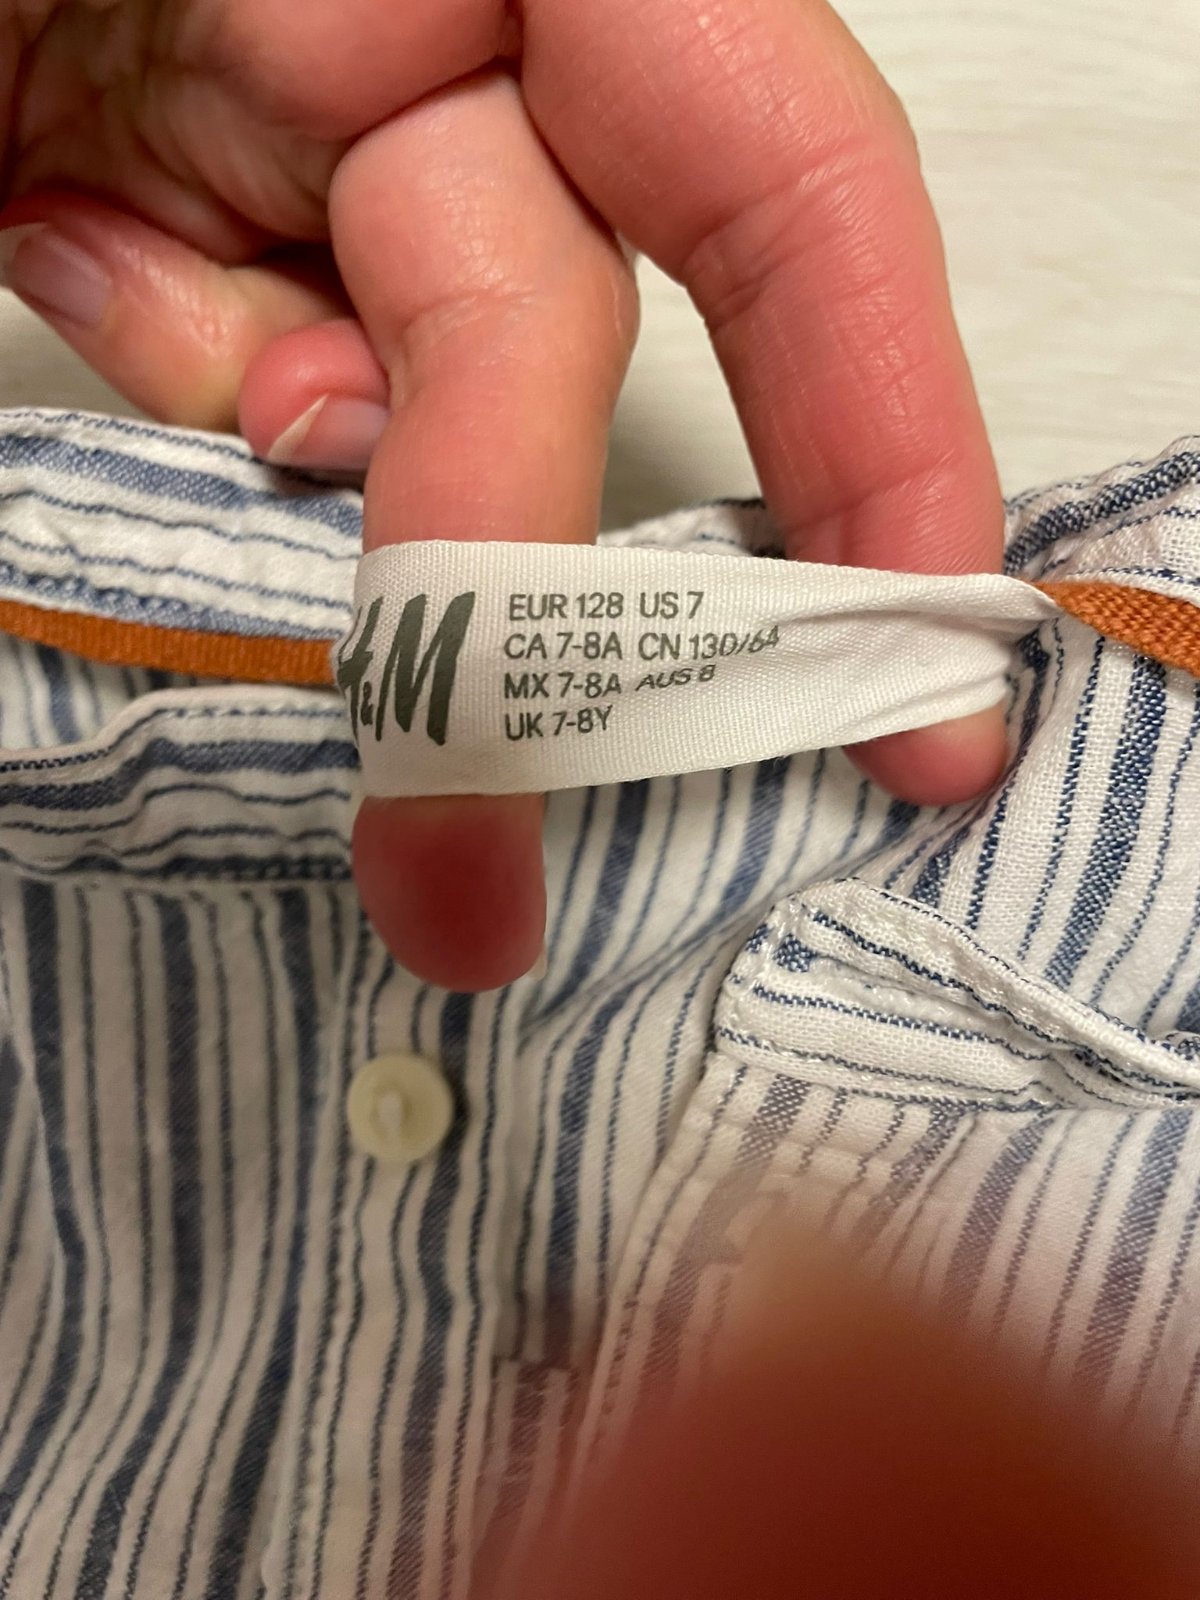 H&M
EUR 128 US 7
CA 7-8A CN 130/64
MX 7-8A AUS 8
UK 7-8Y